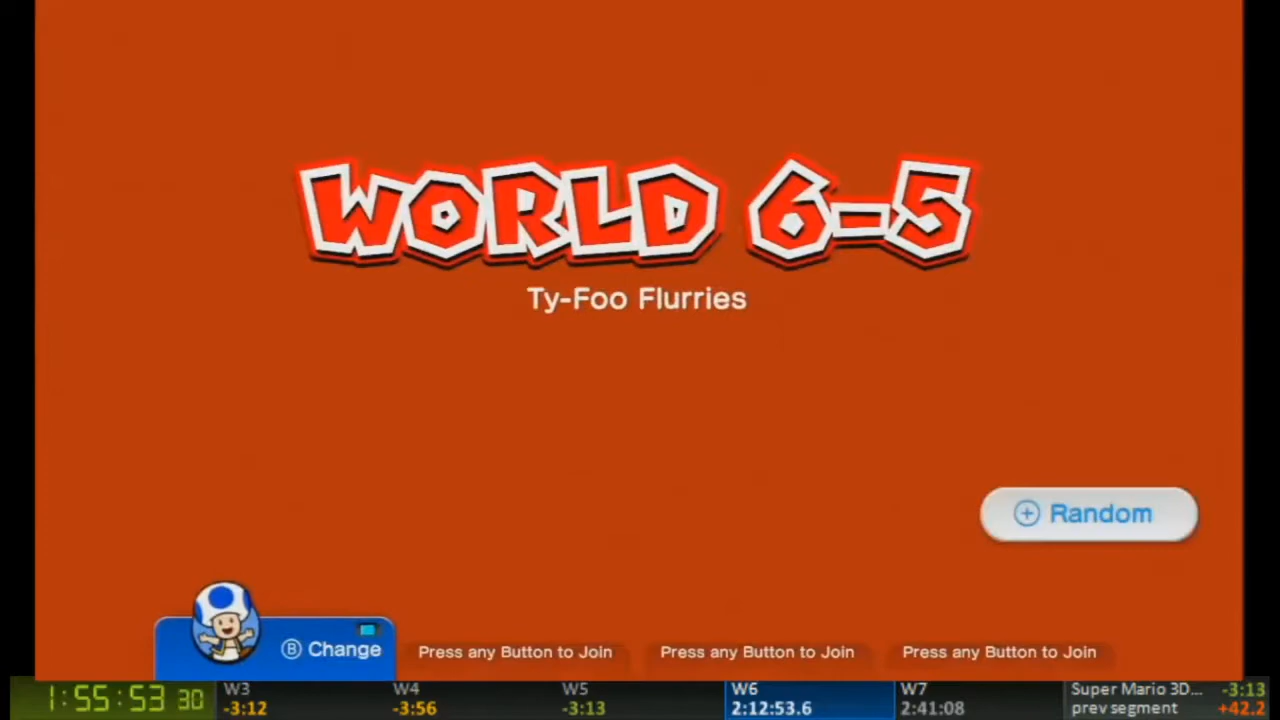 WORLD 6-5
Ty-Foo Flurries
+ Random
B Change
Press any Button to Join
Press any Button to Join
Press any Button to Join
1:55:53 30
W3
-3:12
W4
-3:56
W5
-3:13
W6
2:12:53.6
W7
2:41:08
Super Mario 3D... -3:13
prev segment +42.2